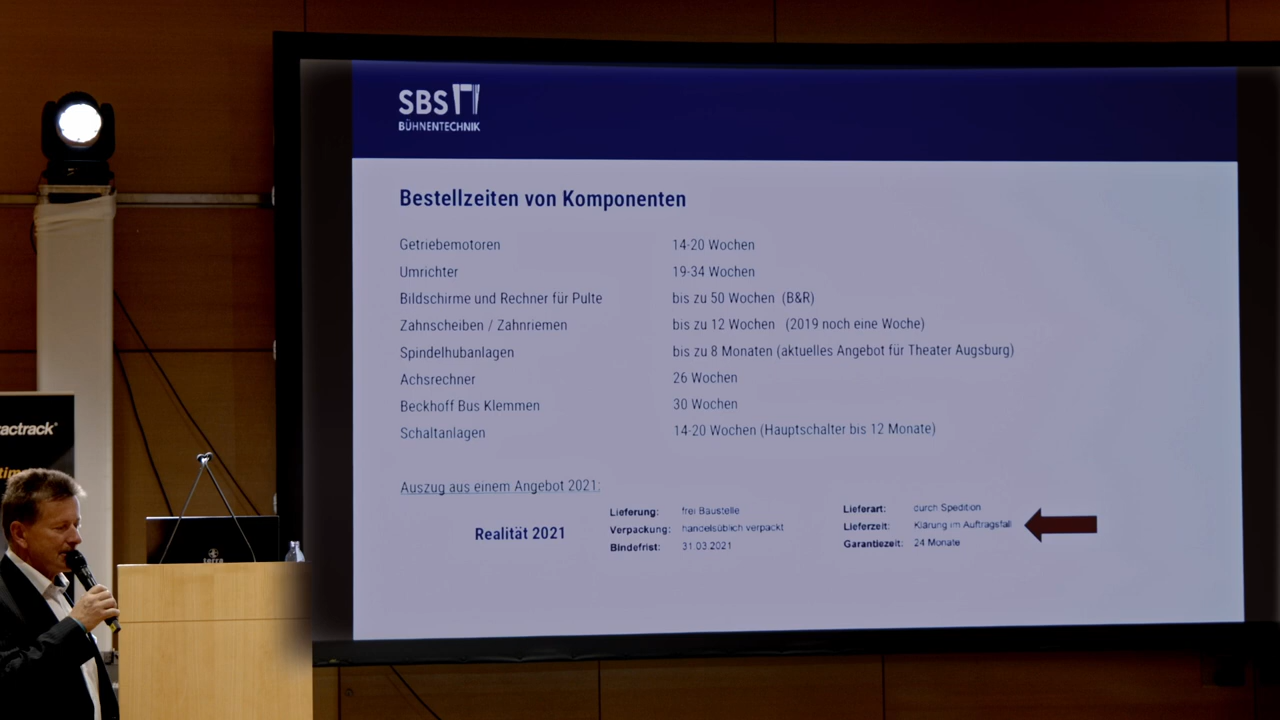 SBS
BÜHNENTECHNIK
Bestellzeiten von Komponenten
Getriebemotoren 14-20 Wochen
Umrichter 19-34 Wochen
Bildschirme und Rechner für Pulte bis zu 50 Wochen (B&R)
Zahnscheiben / Zahnriemen bis zu 12 Wochen (2019 noch eine Woche)
Spindelhubanlagen bis zu 8 Monaten (aktuelles Angebot für Theater Augsburg)
Achsrechner 26 Wochen
Beckhoff Bus Klemmen 30 Wochen
Schaltanlagen 14-20 Wochen (Hauptschalter bis 12 Monate)
Auszug aus einem Angebot 2021:
Realität 2021
Lieferung: frei Baustelle
Verpackung: handelsüblich verpackt
Bindefrist: 31.03.2021
Lieferart: durch Spedition
Lieferzeit: Klärung im Auftragsfall
Garantiezeit: 24 Monate
actrack
terra